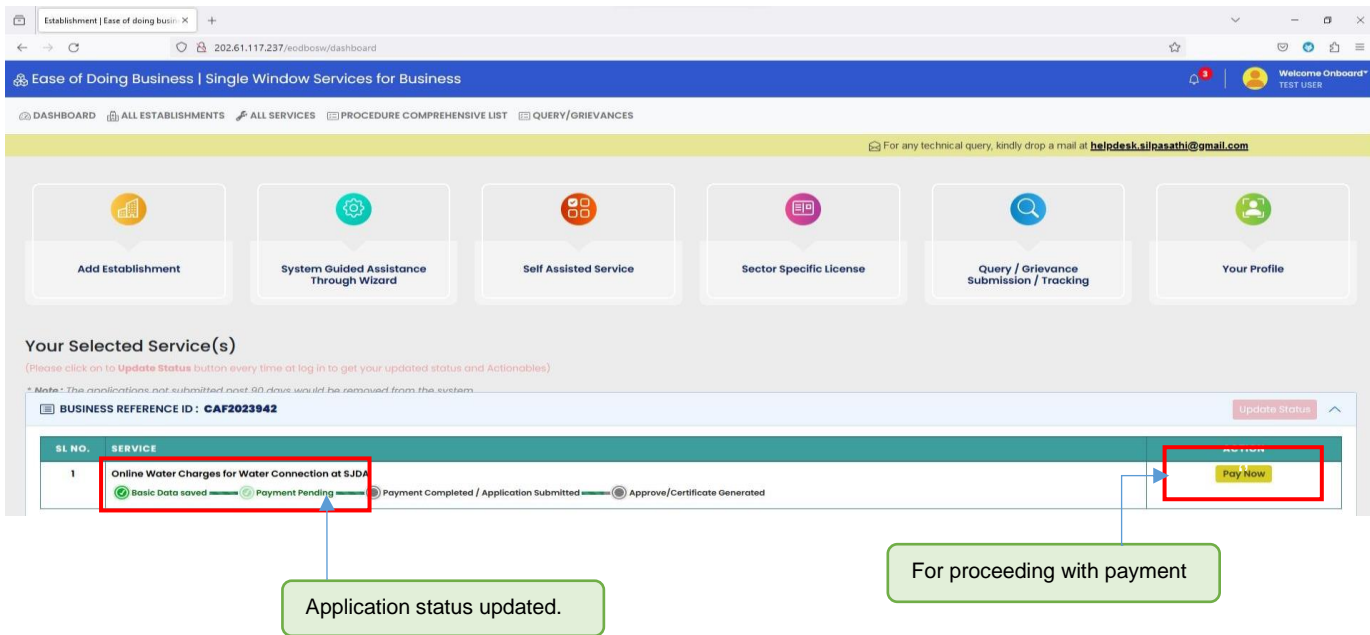 Establishment | Ease of doing busin
202.61.117.237/eodbosw/dashboard
Ease of Doing Business | Single Window Services for Business
3
Welcome Onboard
TEST USER
DASHBOARD ALL ESTABLISHMENTS ALL SERVICES PROCEDURE COMPREHENSIVE LIST QUERY/GRIEVANCES
For any technical query, kindly drop a mail at helpdesk.silpasathi@gmail.com
Add Establishment
System Guided Assistance
Through Wizard
Self Assisted Service
Sector Specific License
Query / Grievance
Submission / Tracking
Your Profile
Your Selected Service(s)
(Please click on to Update Status button every time at log in to get your updated status and Actionables)
* Note : The applications not submitted post 90 days would be removed from the system
BUSINESS REFERENCE ID : CAF2023942
Update Status
SL NO. SERVICE ACTION
1 Online Water Charges for Water Connection at SJDA
Pay Now
Basic Data saved Payment Pending Payment Completed / Application Submitted Approve/Certificate Generated
For proceeding with payment
Application status updated.